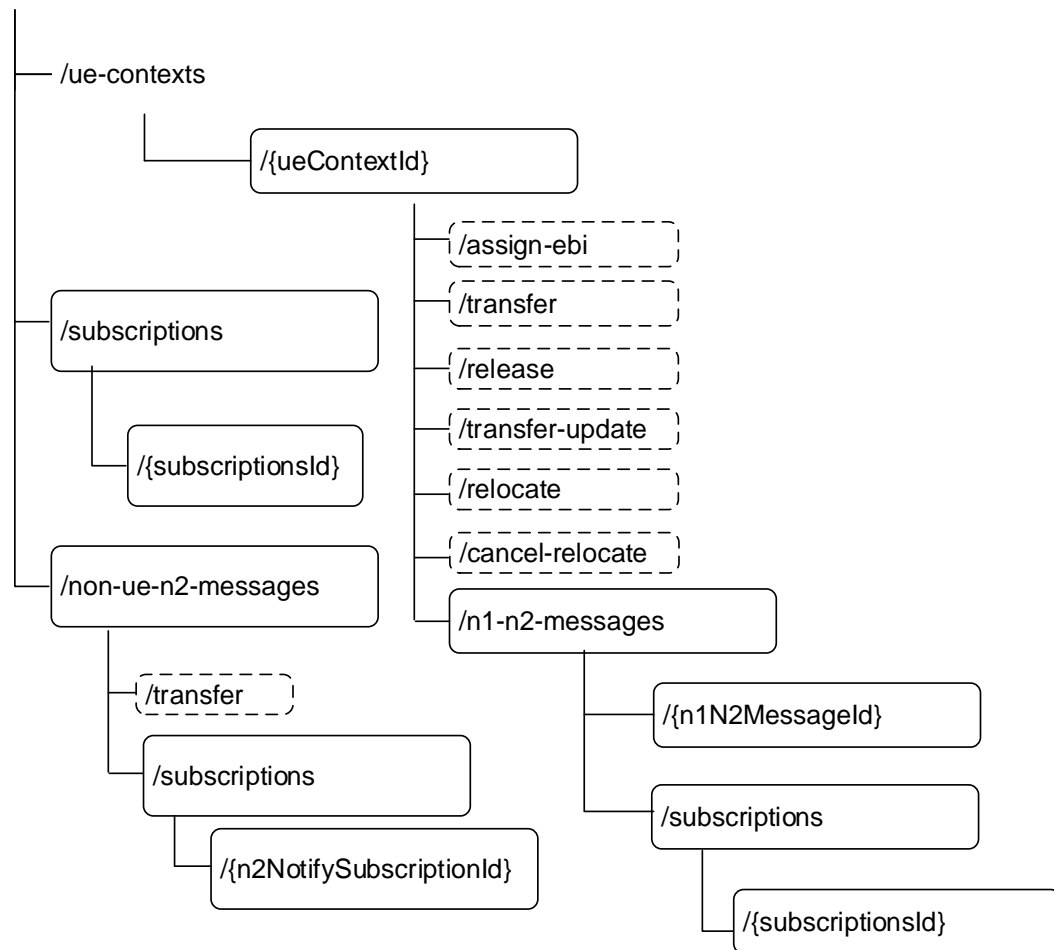 /ue-contexts
/{ueContextId}
/assign-ebi
/transfer
/release
/transfer-update
/relocate
/cancel-relocate
/n1-n2-messages
/{n1N2MessageId}
/subscriptions
/{subscriptionsId}
/subscriptions
/{subscriptionsId}
/non-ue-n2-messages
/transfer
/subscriptions
/{n2NotifySubscriptionId}